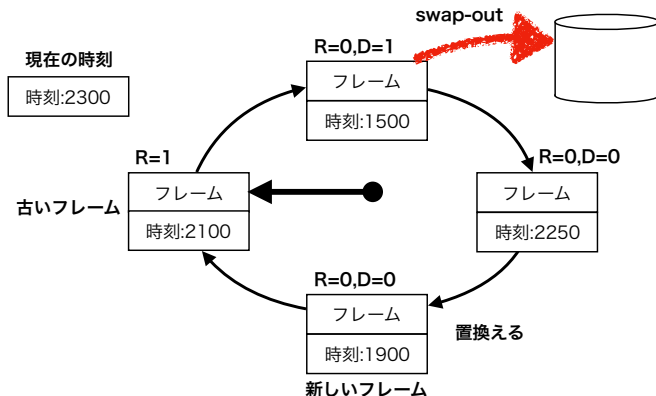 swap-out
現在の時刻
時刻:2300
R=0,D=1
フレーム
時刻:1500
R=1
フレーム
時刻:2100
古いフレーム
R=0,D=0
フレーム
時刻:2250
R=0,D=0
フレーム
時刻:1900
置換える
新しいフレーム